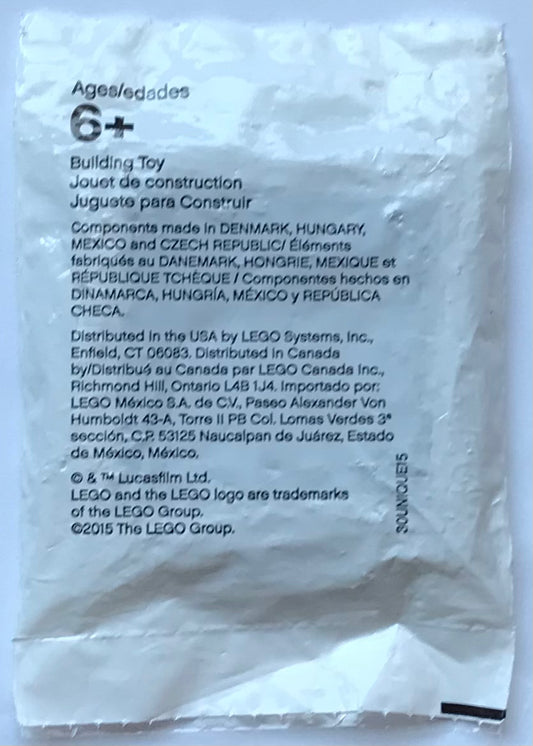 Ages/edades
6+
Building Toy
Jouet de construction
Juguete para Construir
Components made in DENMARK, HUNGARY,
MEXICO and CZECH REPUBLIC/ Éléments
fabriqués au DANEMARK, HONGRIE, MEXIQUE et
RÉPUBLIQUE TCHÈQUE / Componentes hechos en
DINAMARCA, HUNGRÍA, MÉXICO y REPÚBLICA
CHECA.
Distributed in the USA by LEGO Systems, Inc.,
Enfield, CT 06083. Distributed in Canada
by/Distribué au Canada par LEGO Canada Inc.,
Richmond Hill, Ontario L4B 1J4. Importado por:
LEGO México S.A. de C.V., Paseo Alexander Von
Humboldt 43-A, Torre II PB Col. Lomas Verdes 3ª
sección, C.P. 53125 Naucalpan de Juárez, Estado
de México, México.
© & ™ Lucasfilm Ltd.
LEGO and the LEGO logo are trademarks
of the LEGO Group.
©2015 The LEGO Group.
SOUNIQUE15